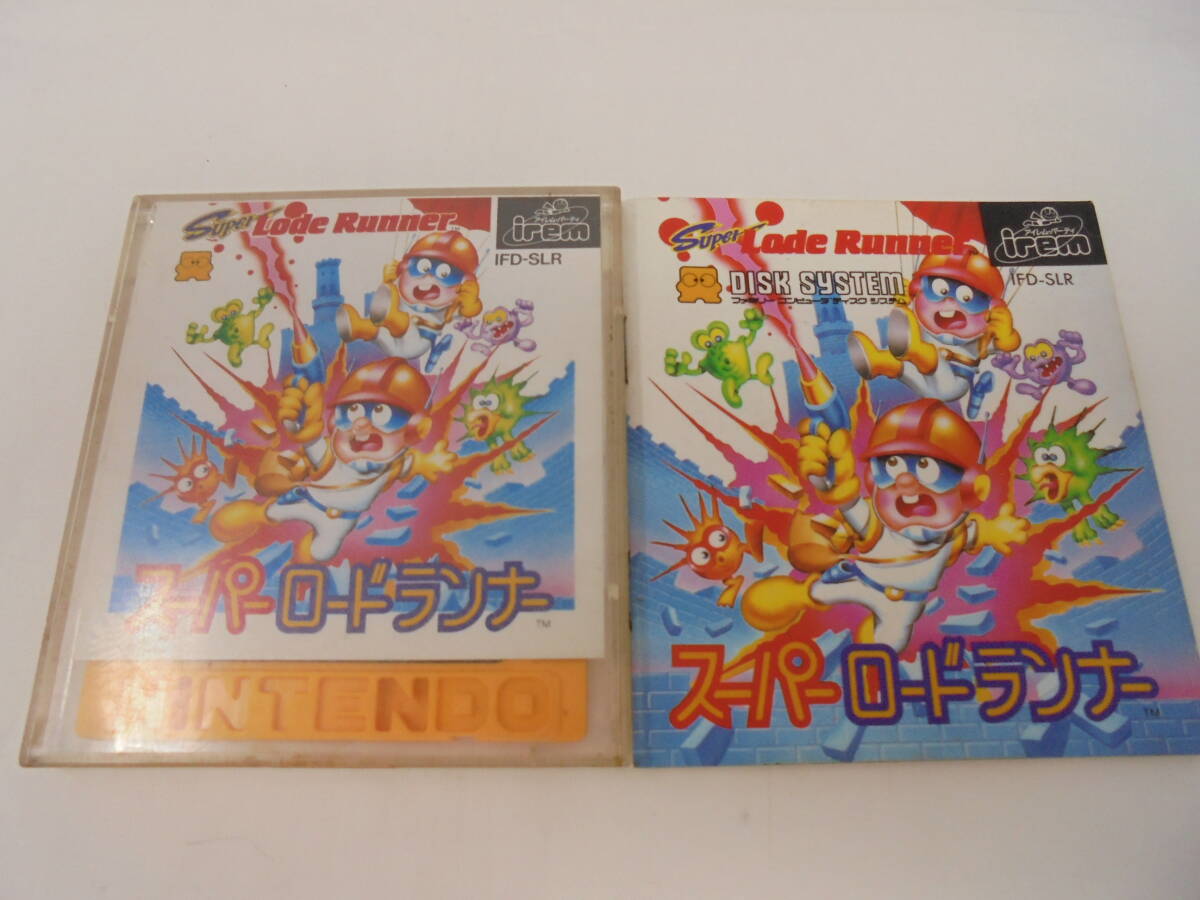 Super Lode Runner™
アイレムパーティ
irem
IFD-SLR
スーパーロードランナー
TM
NINTENDO
Super Lode Runner
アイレムパーティ
irem
IFD-SLR
DISK SYSTEM
ファミリーコンピュータ ディスクシステム
スーパーロードランナー
TM